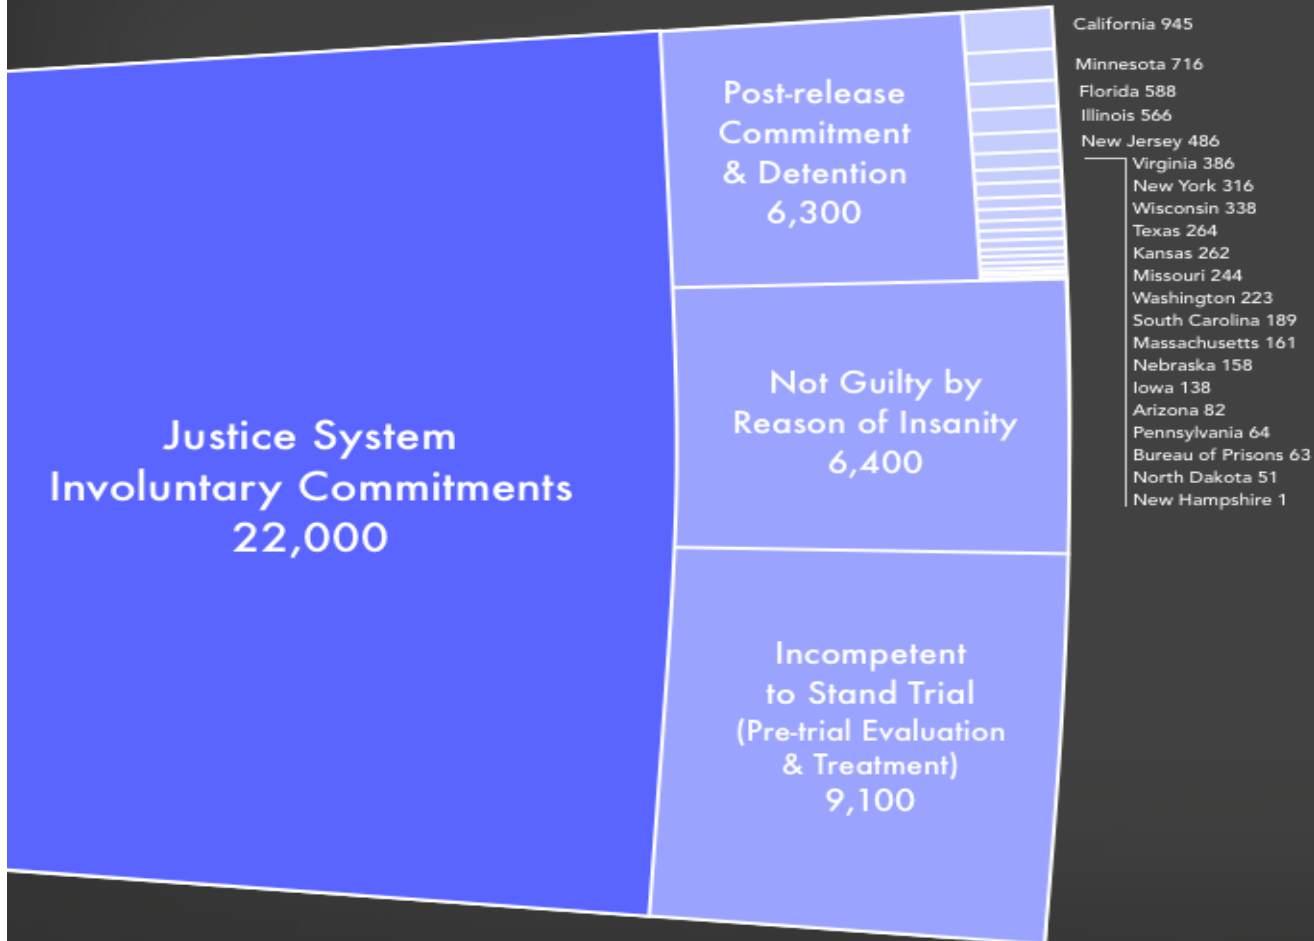 Justice System
Involuntary Commitments
22,000
Post-release
Commitment
& Detention
6,300
Not Guilty by
Reason of Insanity
6,400
Incompetent
to Stand Trial
(Pre-trial Evaluation
& Treatment)
9,100
California 945
Minnesota 716
Florida 588
Illinois 566
New Jersey 486
Virginia 386
New York 316
Wisconsin 338
Texas 264
Kansas 262
Missouri 244
Washington 223
South Carolina 189
Massachusetts 161
Nebraska 158
Iowa 138
Arizona 82
Pennsylvania 64
Bureau of Prisons 63
North Dakota 51
New Hampshire 1